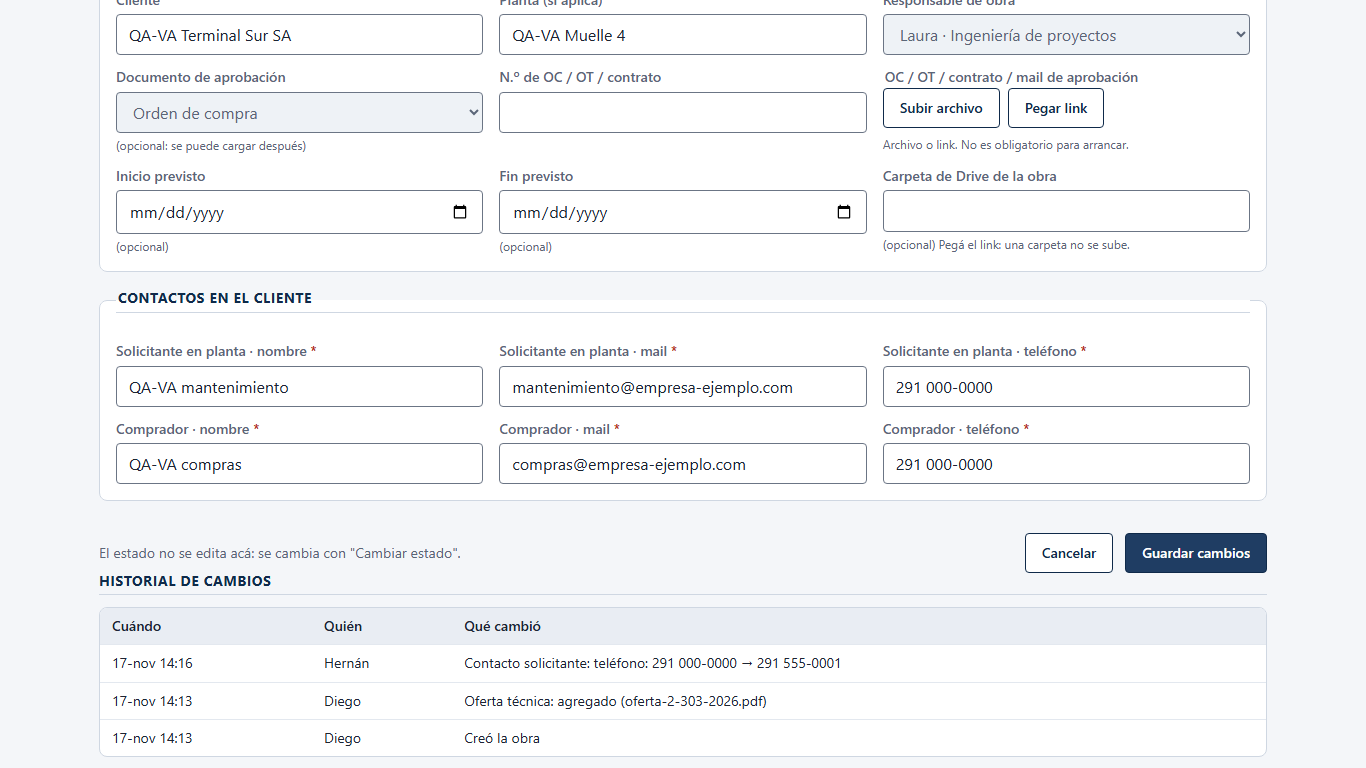 Cliente Planta (si aplica) Responsable de obra
QA-VA Terminal Sur SA QA-VA Muelle 4 Laura · Ingeniería de proyectos
Documento de aprobación N.º de OC / OT / contrato OC / OT / contrato / mail de aprobación
Orden de compra Subir archivo Pegar link
(opcional: se puede cargar después) Archivo o link. No es obligatorio para arrancar.
Inicio previsto Fin previsto Carpeta de Drive de la obra
mm/dd/yyyy mm/dd/yyyy
(opcional) (opcional) (opcional) Pegá el link: una carpeta no se sube.
CONTACTOS EN EL CLIENTE
Solicitante en planta · nombre * Solicitante en planta · mail * Solicitante en planta · teléfono *
QA-VA mantenimiento mantenimiento@empresa-ejemplo.com 291 000-0000
Comprador · nombre * Comprador · mail * Comprador · teléfono *
QA-VA compras compras@empresa-ejemplo.com 291 000-0000
El estado no se edita acá: se cambia con "Cambiar estado". Cancelar Guardar cambios
HISTORIAL DE CAMBIOS
Cuándo Quién Qué cambió
17-nov 14:16 Hernán Contacto solicitante: teléfono: 291 000-0000 → 291 555-0001
17-nov 14:13 Diego Oferta técnica: agregado (oferta-2-303-2026.pdf)
17-nov 14:13 Diego Creó la obra